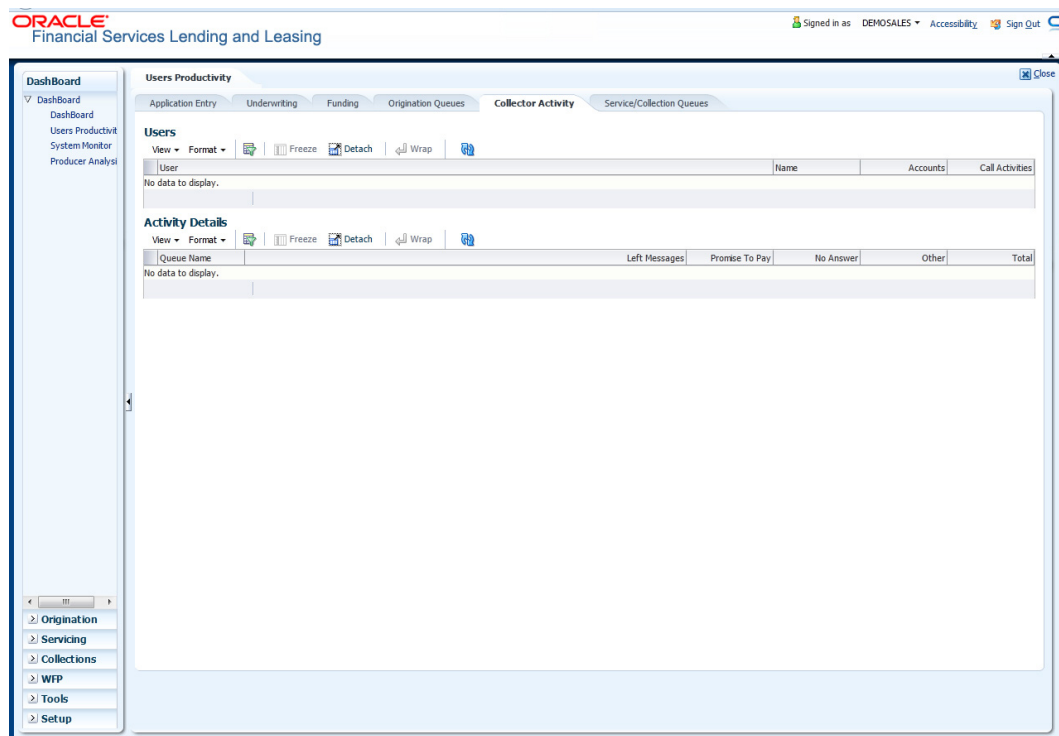 ORACLE
Financial Services Lending and Leasing
Signed in as DEMOSALES Accessibility Sign Out
DashBoard
DashBoard
DashBoard
Users Productivit
System Monitor
Producer Analysi
Users Productivity
Close
Application Entry Underwriting Funding Origination Queues Collector Activity Service/Collection Queues
Users
View Format Freeze Detach Wrap
User Name Accounts Call Activities
No data to display.
Activity Details
View Format Freeze Detach Wrap
Queue Name Left Messages Promise To Pay No Answer Other Total
No data to display.
Origination
Servicing
Collections
WFP
Tools
Setup